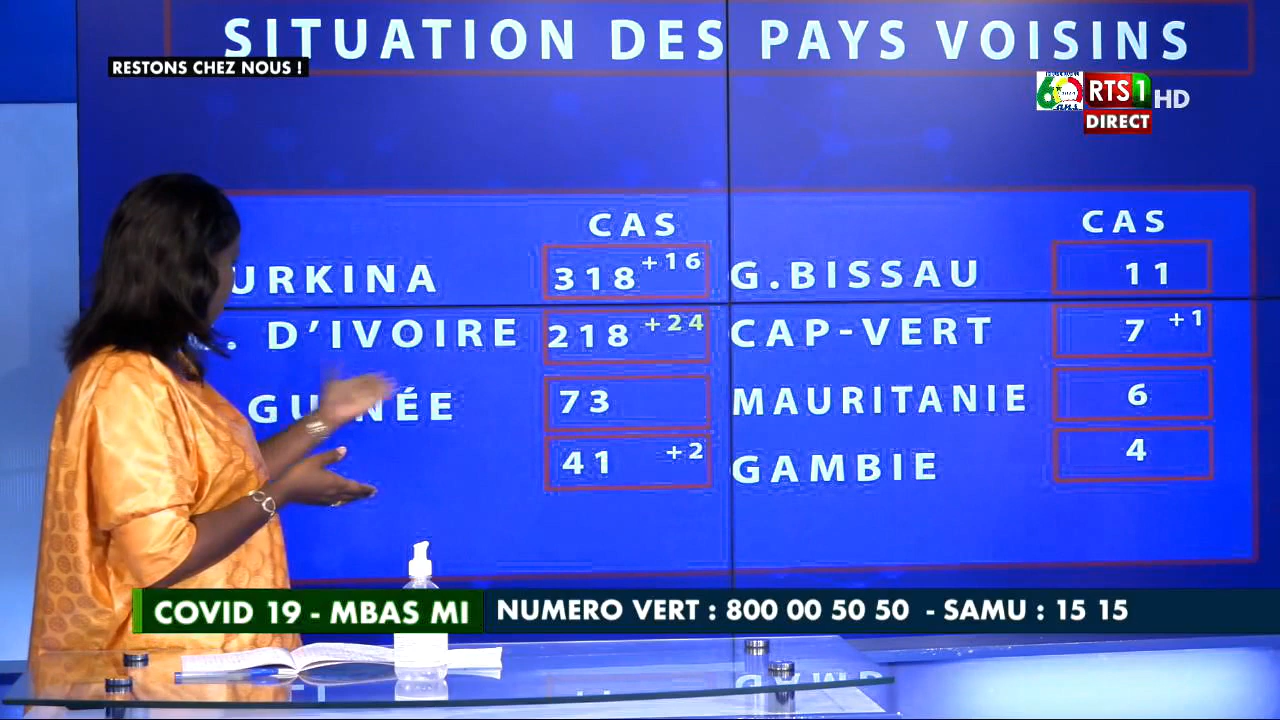 SITUATION DES PAYS VOISINS
RESTONS CHEZ NOUS !
RTS1 HD
DIRECT
CAS
URKINA 318 +16
. D'IVOIRE 218 +24
73
41 +2
CAS
G.BISSAU 11
CAP-VERT 7 +1
MAURITANIE 6
GAMBIE 4
COVID 19 - MBAS MI
NUMERO VERT : 800 00 50 50 - SAMU : 15 15